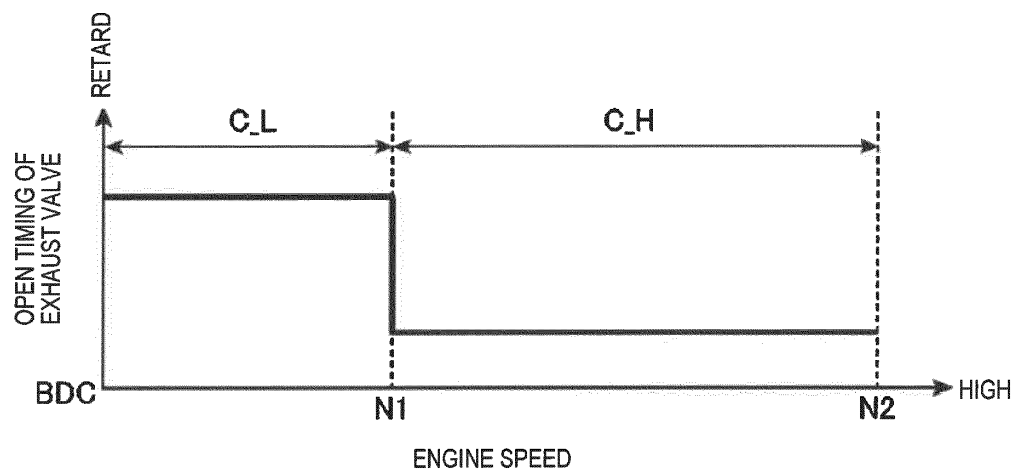 RETARD
C_L
C_H
OPEN TIMING OF
EXHAUST VALVE
BDC
N1
N2
HIGH
ENGINE SPEED